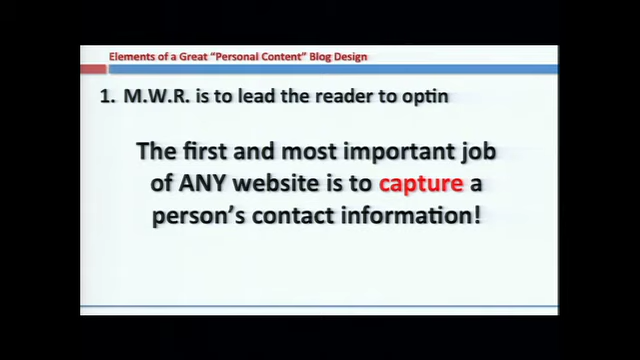 Elements of a Great “Personal Content” Blog Design
1. M.W.R. is to lead the reader to optin
The first and most important job
of ANY website is to capture a
person’s contact information!